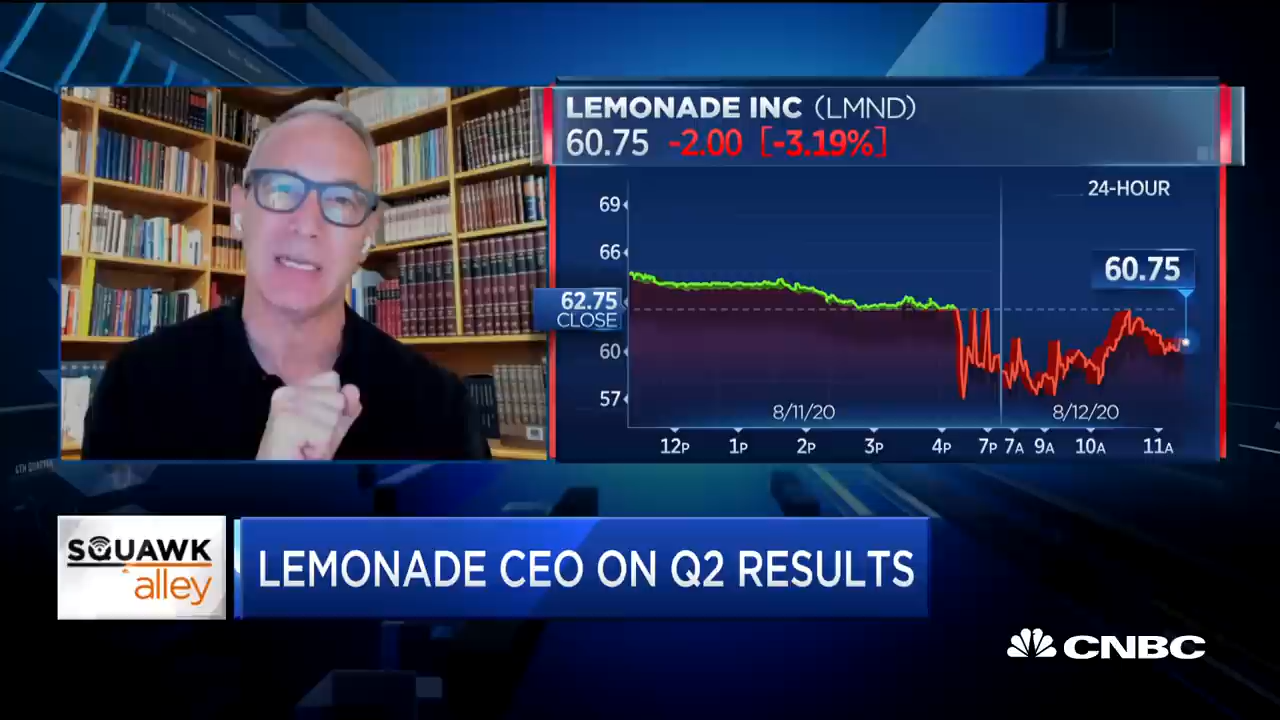 LEMONADE INC (LMND)
60.75 -2.00 [-3.19%]
24-HOUR
69
66
60.75
62.75
CLOSE
60
57
8/11/20 8/12/20
12P 1P 2P 3P 4P 7P 7A 9A 10A 11A
4TH QUARTER
SQUAWK
alley
LEMONADE CEO ON Q2 RESULTS
CNBC